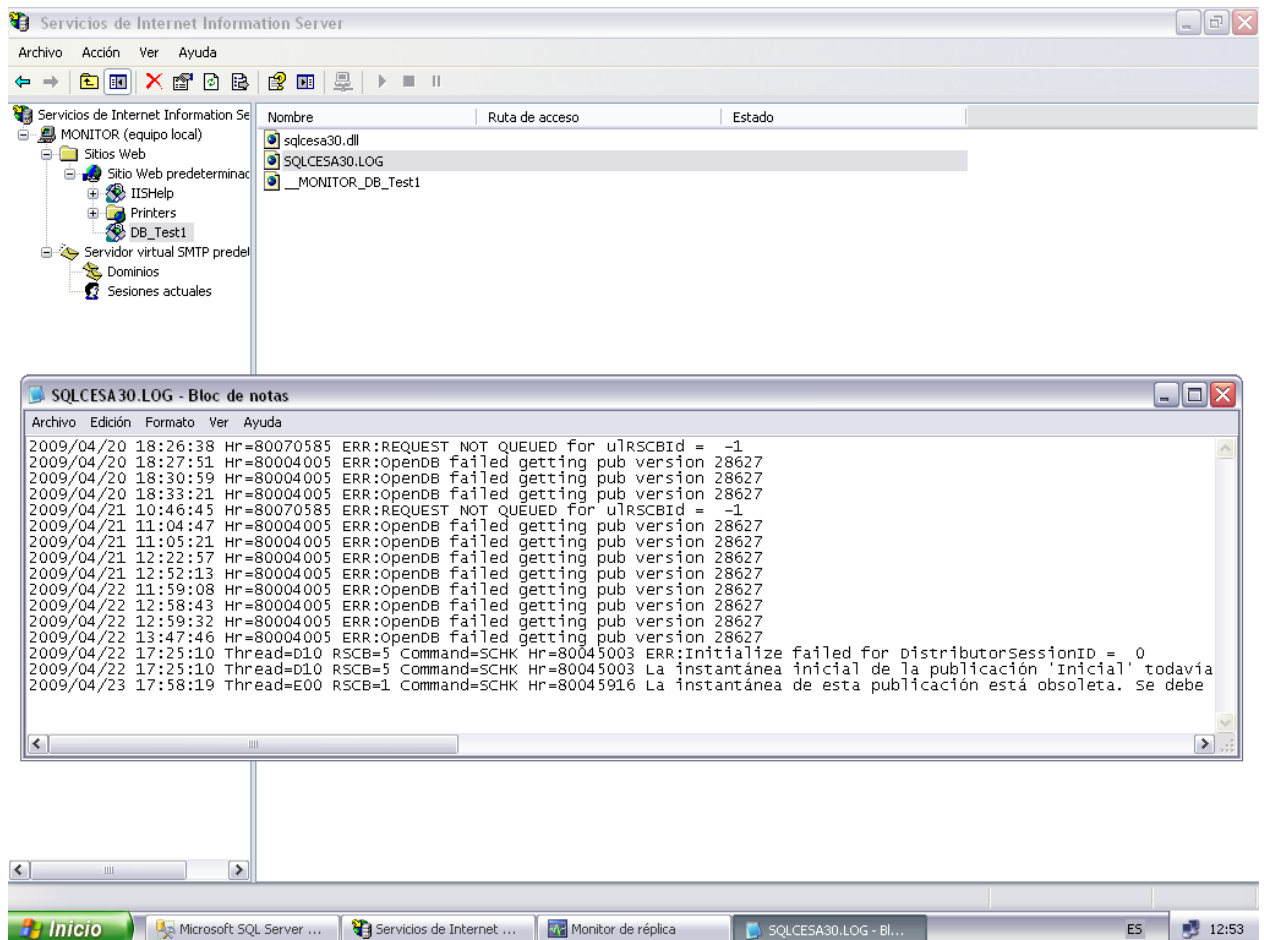 Servicios de Internet Information Server
Archivo Acción Ver Ayuda
Servicios de Internet Information Se
MONITOR (equipo local)
Sitios Web
Sitio Web predeterminac
IISHelp
Printers
DB_Test1
Servidor virtual SMTP predel
Dominios
Sesiones actuales
Nombre Ruta de acceso Estado
sqlcesa30.dll
SQLCESA30.LOG
__MONITOR_DB_Test1
SQLCESA30.LOG - Bloc de notas
Archivo Edición Formato Ver Ayuda
2009/04/20 18:26:38 Hr=80070585 ERR:REQUEST NOT QUEUED for ulRSCBId = -1
2009/04/20 18:27:51 Hr=80004005 ERR:OpenDB failed getting pub version 28627
2009/04/20 18:30:59 Hr=80004005 ERR:OpenDB failed getting pub version 28627
2009/04/20 18:33:21 Hr=80004005 ERR:OpenDB failed getting pub version 28627
2009/04/21 10:46:45 Hr=80070585 ERR:REQUEST NOT QUEUED for ulRSCBId = -1
2009/04/21 11:04:47 Hr=80004005 ERR:OpenDB failed getting pub version 28627
2009/04/21 11:05:21 Hr=80004005 ERR:OpenDB failed getting pub version 28627
2009/04/21 12:22:57 Hr=80004005 ERR:OpenDB failed getting pub version 28627
2009/04/21 12:52:13 Hr=80004005 ERR:OpenDB failed getting pub version 28627
2009/04/22 11:59:08 Hr=80004005 ERR:OpenDB failed getting pub version 28627
2009/04/22 12:58:43 Hr=80004005 ERR:OpenDB failed getting pub version 28627
2009/04/22 12:59:32 Hr=80004005 ERR:OpenDB failed getting pub version 28627
2009/04/22 13:47:46 Hr=80004005 ERR:OpenDB failed getting pub version 28627
2009/04/22 17:25:10 Thread=D10 RSCB=5 Command=SCHK Hr=80045003 ERR:Initialize failed for DistributorSessionID = 0
2009/04/22 17:25:10 Thread=D10 RSCB=5 Command=SCHK Hr=80045003 La instantánea inicial de la publicación 'Inicial' todavía
2009/04/23 17:58:19 Thread=E00 RSCB=1 Command=SCHK Hr=80045916 La instantánea de esta publicación está obsoleta. Se debe
Inicio Microsoft SQL Server ... Servicios de Internet ... Monitor de réplica SQLCESA30.LOG - Bl... ES 12:53